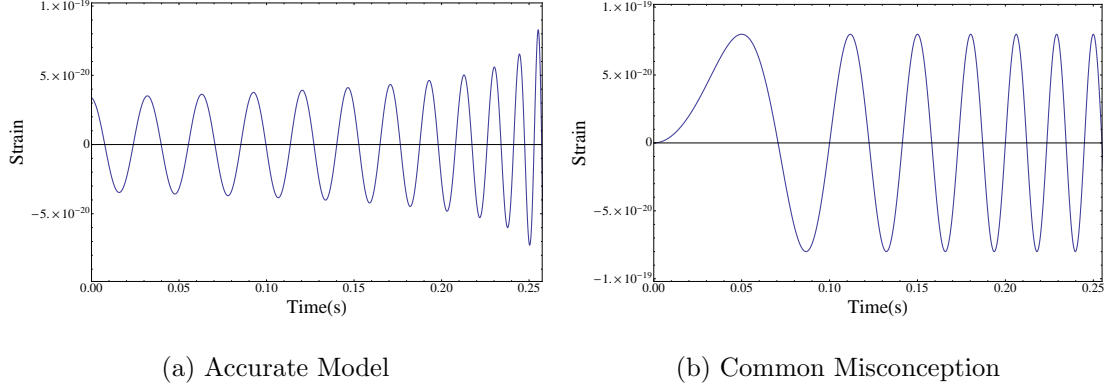 1.×10⁻¹⁹
5.×10⁻²⁰
0
−5.×10⁻²⁰
Strain
0.00 0.05 0.10 0.15 0.20 0.25
Time(s)
(a) Accurate Model
1.×10⁻¹⁹
5.×10⁻²⁰
0
−5.×10⁻²⁰
−1.×10⁻¹⁹
Strain
0.00 0.05 0.10 0.15 0.20 0.25
Time(s)
(b) Common Misconception